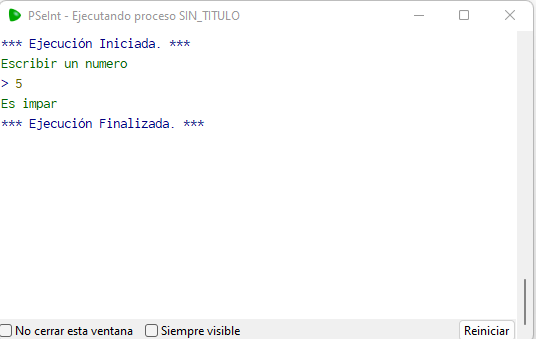 PSeInt - Ejecutando proceso SIN_TITULO
*** Ejecución Iniciada. ***
Escribir un numero
> 5
Es impar
*** Ejecución Finalizada. ***
No cerrar esta ventana Siempre visible Reiniciar